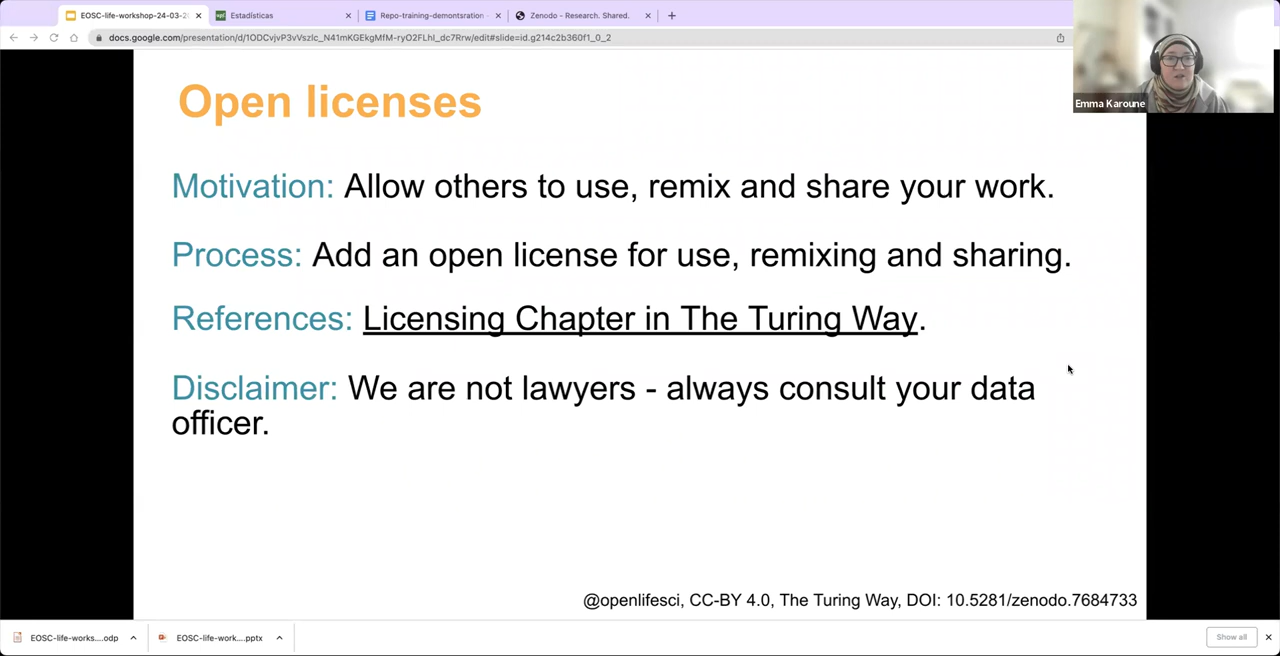 EOSC-life-workshop-24-03-2
Estadísticas
Repo-training-demontsration
Zenodo - Research. Shared.
docs.google.com/presentation/d/1ODCvjvP3vVszlc_N41mKGEkgMfM-ryO2FLhI_dc7Rrw/edit#slide=id.g214c2b360f1_0_2
Emma Karoune
Open licenses
Motivation: Allow others to use, remix and share your work.
Process: Add an open license for use, remixing and sharing.
References: Licensing Chapter in The Turing Way.
Disclaimer: We are not lawyers - always consult your data
officer.
@openlifesci, CC-BY 4.0, The Turing Way, DOI: 10.5281/zenodo.7684733
EOSC-life-works....odp
EOSC-life-work....pptx
Show all